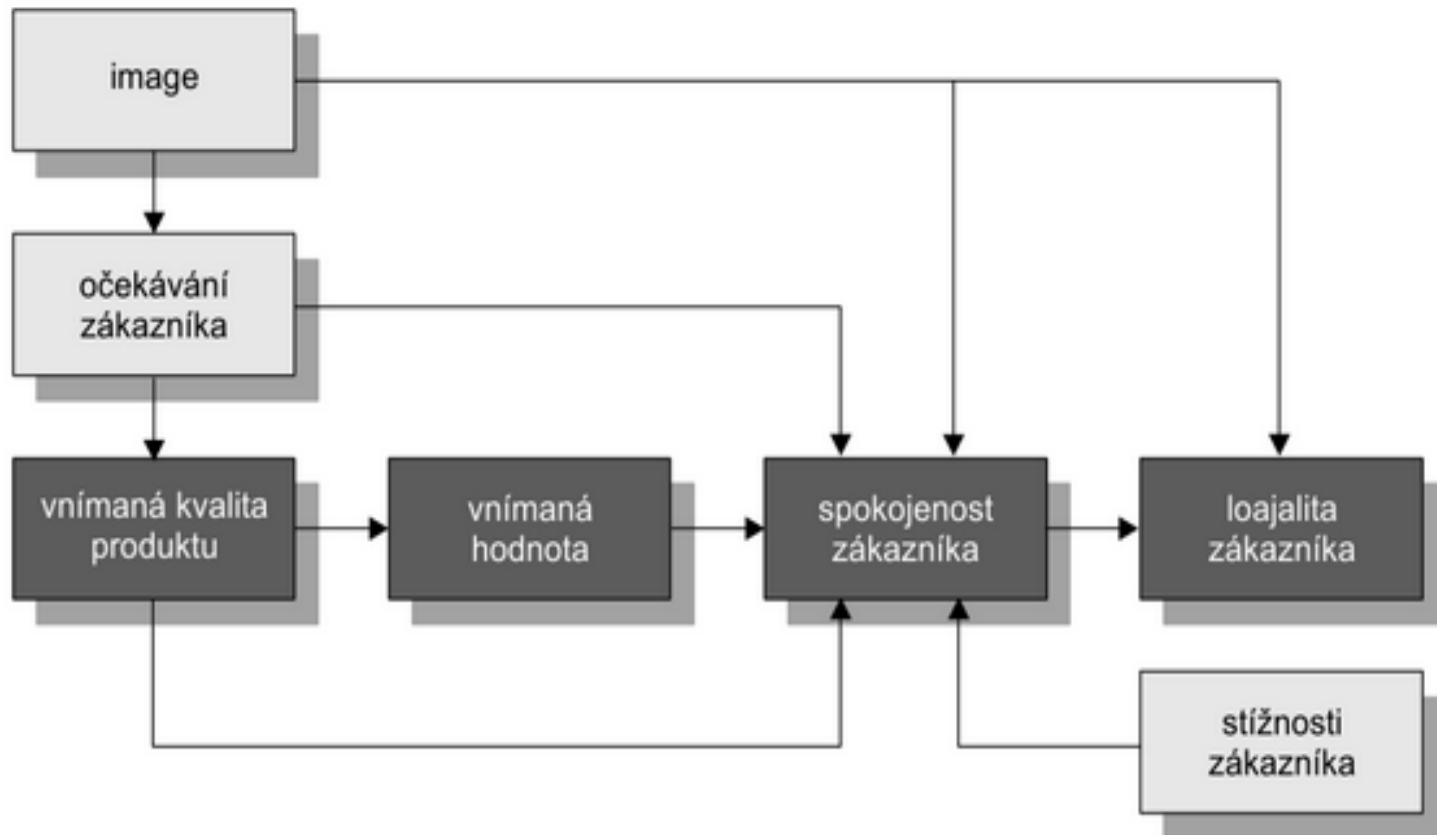 image
očekávání
zákazníka
vnímaná kvalita
produktu
vnímaná
hodnota
spokojenost
zákazníka
loajalita
zákazníka
stížnosti
zákazníka